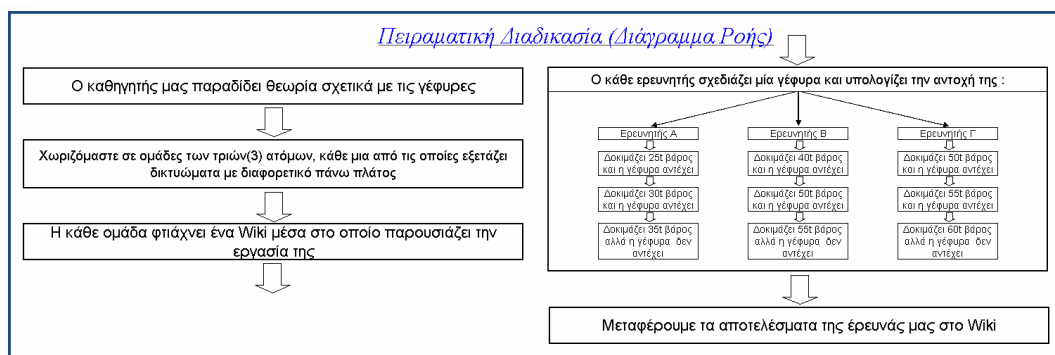 Πειραματική Διαδικασία (Διάγραμμα Ροής)
Ο καθηγητής μας παραδίδει θεωρία σχετικά με τις γέφυρες
Χωριζόμαστε σε ομάδες των τριών(3) ατόμων, κάθε μια από τις οποίες εξετάζει
δικτυώματα με διαφορετικό πάνω πλάτος
Η κάθε ομάδα φτιάχνει ένα Wiki μέσα στο οποίο παρουσιάζει την
εργασία της
Ο κάθε ερευνητής σχεδιάζει μία γέφυρα και υπολογίζει την αντοχή της :
Ερευνητής Α
Δοκιμάζει 25t βάρος
και η γέφυρα αντέχει
Δοκιμάζει 30t βάρος
και η γέφυρα αντέχει
Δοκιμάζει 35t βάρος
αλλά η γέφυρα δεν
αντέχει
Ερευνητής Β
Δοκιμάζει 40t βάρος
και η γέφυρα αντέχει
Δοκιμάζει 50t βάρος
και η γέφυρα αντέχει
Δοκιμάζει 55t βάρος
αλλά η γέφυρα δεν
αντέχει
Ερευνητής Γ
Δοκιμάζει 50t βάρος
και η γέφυρα αντέχει
Δοκιμάζει 55t βάρος
και η γέφυρα αντέχει
Δοκιμάζει 60t βάρος
αλλά η γέφυρα δεν
αντέχει
Μεταφέρουμε τα αποτελέσματα της έρευνάς μας στο Wiki